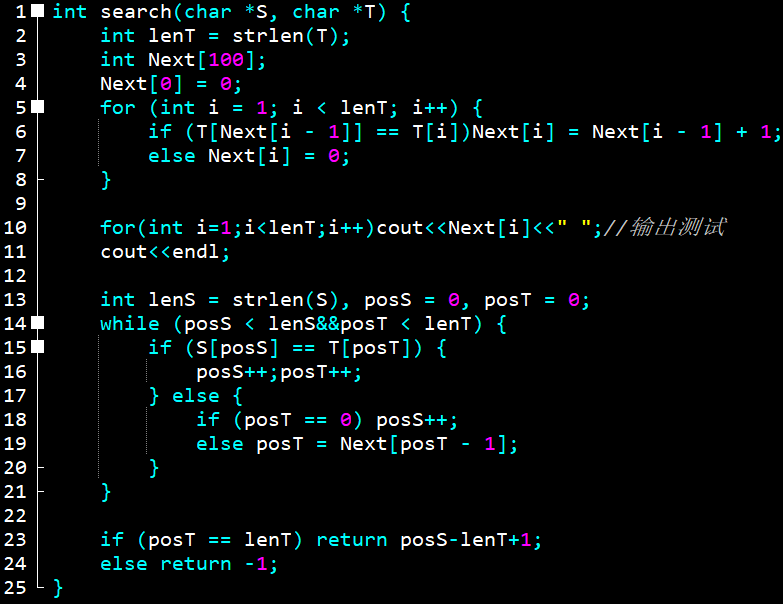 1 int search(char *S, char *T) {
2 int lenT = strlen(T);
3 int Next[100];
4 Next[0] = 0;
5 for (int i = 1; i < lenT; i++) {
6 if (T[Next[i - 1]] == T[i])Next[i] = Next[i - 1] + 1;
7 else Next[i] = 0;
8 }
9
10 for(int i=1;i<lenT;i++)cout<<Next[i]<<" ";//输出测试
11 cout<<endl;
12
13 int lenS = strlen(S), posS = 0, posT = 0;
14 while (posS < lenS&&posT < lenT) {
15 if (S[posS] == T[posT]) {
16 posS++;posT++;
17 } else {
18 if (posT == 0) posS++;
19 else posT = Next[posT - 1];
20 }
21 }
22
23 if (posT == lenT) return posS-lenT+1;
24 else return -1;
25 }